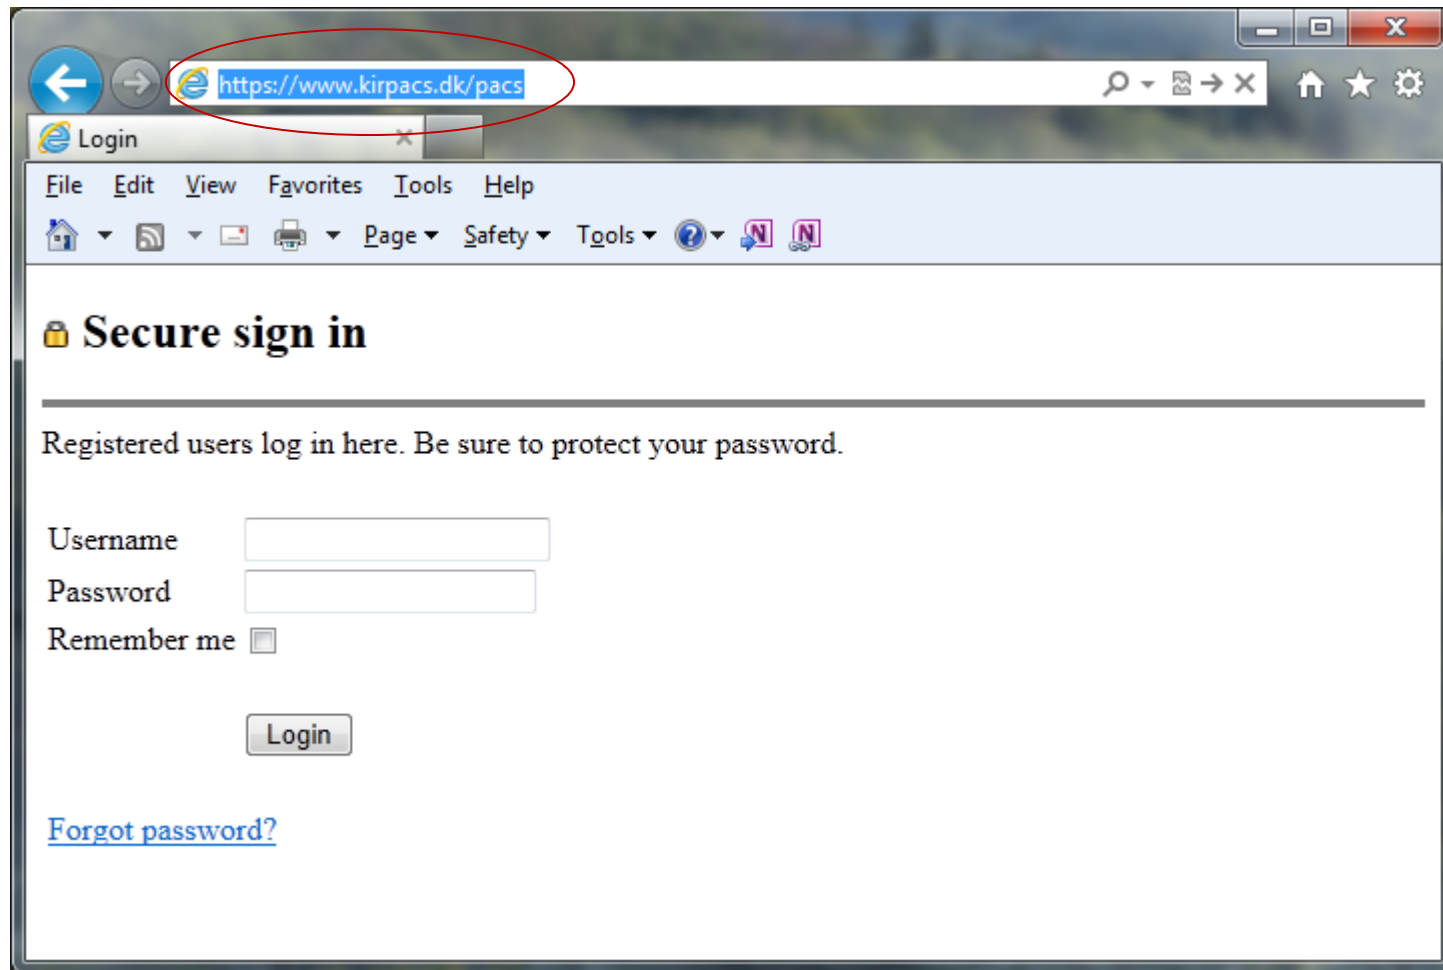 https://www.kirpacs.dk/pacs
Login
File Edit View Favorites Tools Help
Page Safety Tools
Secure sign in
Registered users log in here. Be sure to protect your password.
Username
Password
Remember me
Login
Forgot password?